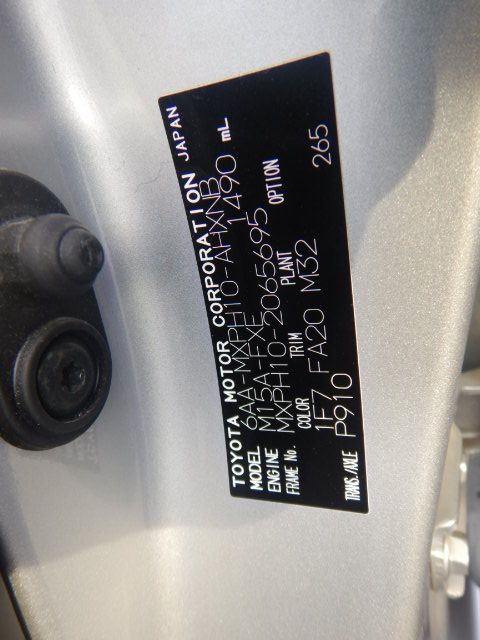 TOYOTA MOTOR CORPORATION JAPAN
MODEL 6AA-MXPH10-AHXNB
ENGINE M15A-FXE 1490 mL
FRAME No. MXPH10-2065695
COLOR TRIM PLANT OPTION
1F7 FA20 M32
TRANS./AXLE P910 265